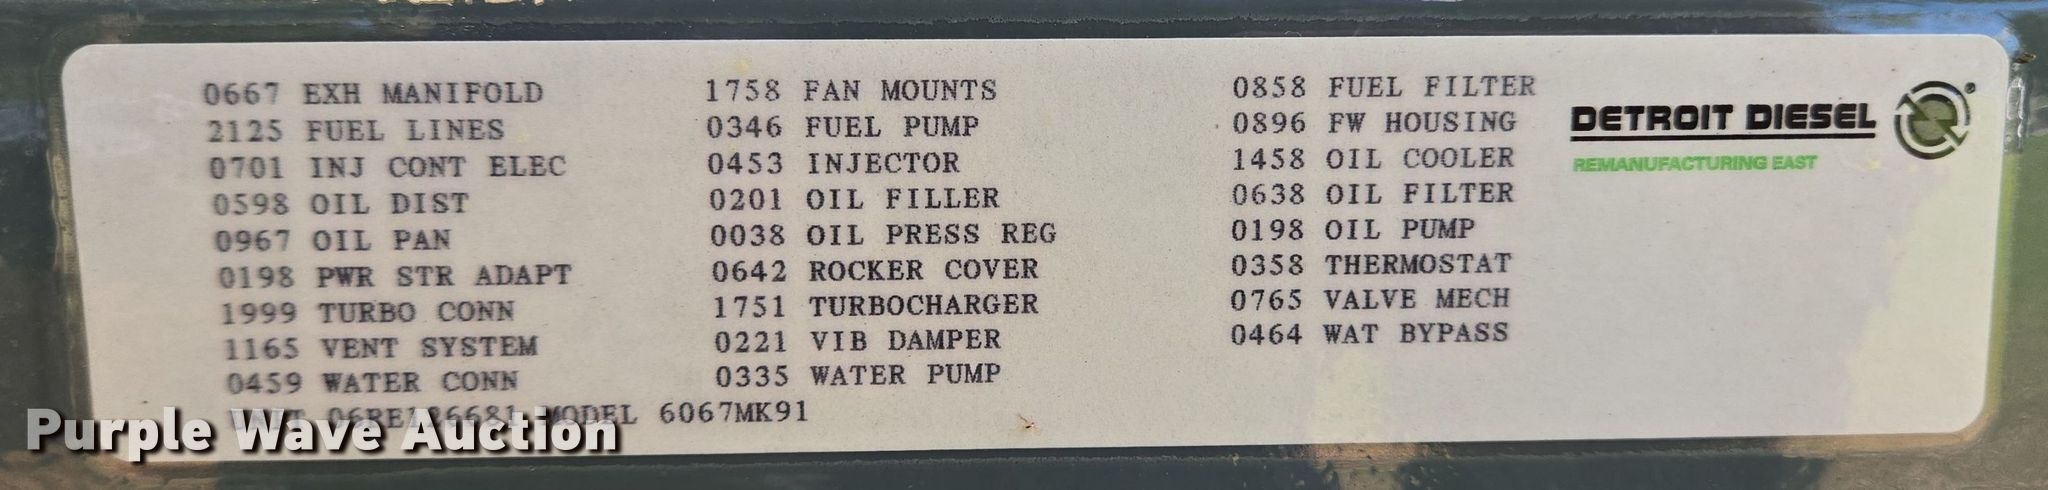 0667 EXH MANIFOLD 1758 FAN MOUNTS 0858 FUEL FILTER
2125 FUEL LINES 0346 FUEL PUMP 0896 FW HOUSING
0701 INJ CONT ELEC 0453 INJECTOR 1458 OIL COOLER
0598 OIL DIST 0201 OIL FILLER 0638 OIL FILTER
0967 OIL PAN 0038 OIL PRESS REG 0198 OIL PUMP
0198 PWR STR ADAPT 0642 ROCKER COVER 0358 THERMOSTAT
1999 TURBO CONN 1751 TURBOCHARGER 0765 VALVE MECH
1165 VENT SYSTEM 0221 VIB DAMPER 0464 WAT BYPASS
0459 WATER CONN 0335 WATER PUMP
UNIT 06RE126681 MODEL 6067MK91
DETROIT DIESEL ®
REMANUFACTURING EAST
Purple Wave Auction